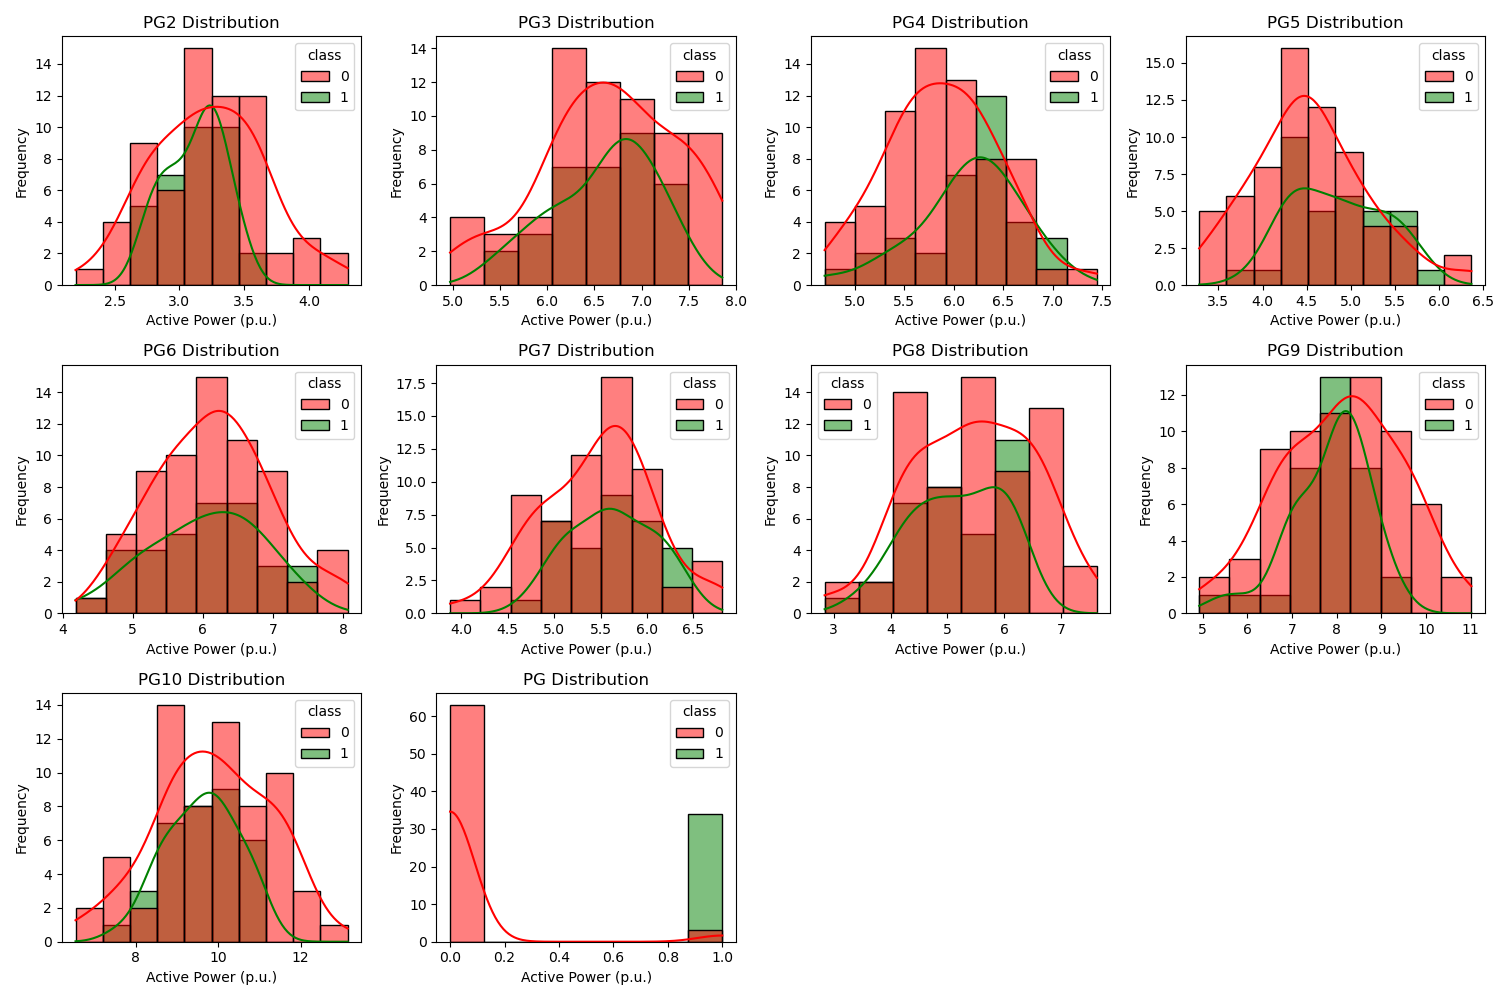 PG2 Distribution
Frequency
14
12
10
8
6
4
2
0
2.5 3.0 3.5 4.0
Active Power (p.u.)
class
0
1
PG3 Distribution
Frequency
14
12
10
8
6
4
2
0
5.0 5.5 6.0 6.5 7.0 7.5 8.0
Active Power (p.u.)
class
0
1
PG4 Distribution
Frequency
14
12
10
8
6
4
2
0
5.0 5.5 6.0 6.5 7.0 7.5
Active Power (p.u.)
class
0
1
PG5 Distribution
Frequency
15.0
12.5
10.0
7.5
5.0
2.5
0.0
3.5 4.0 4.5 5.0 5.5 6.0 6.5
Active Power (p.u.)
class
0
1
PG6 Distribution
Frequency
14
12
10
8
6
4
2
0
4 5 6 7 8
Active Power (p.u.)
class
0
1
PG7 Distribution
Frequency
17.5
15.0
12.5
10.0
7.5
5.0
2.5
0.0
4.0 4.5 5.0 5.5 6.0 6.5
Active Power (p.u.)
class
0
1
PG8 Distribution
Frequency
14
12
10
8
6
4
2
0
3 4 5 6 7
Active Power (p.u.)
class
0
1
PG9 Distribution
Frequency
12
10
8
6
4
2
0
5 6 7 8 9 10 11
Active Power (p.u.)
class
0
1
PG10 Distribution
Frequency
14
12
10
8
6
4
2
0
8 10 12
Active Power (p.u.)
class
0
1
PG Distribution
Frequency
60
50
40
30
20
10
0
0.0 0.2 0.4 0.6 0.8 1.0
Active Power (p.u.)
class
0
1